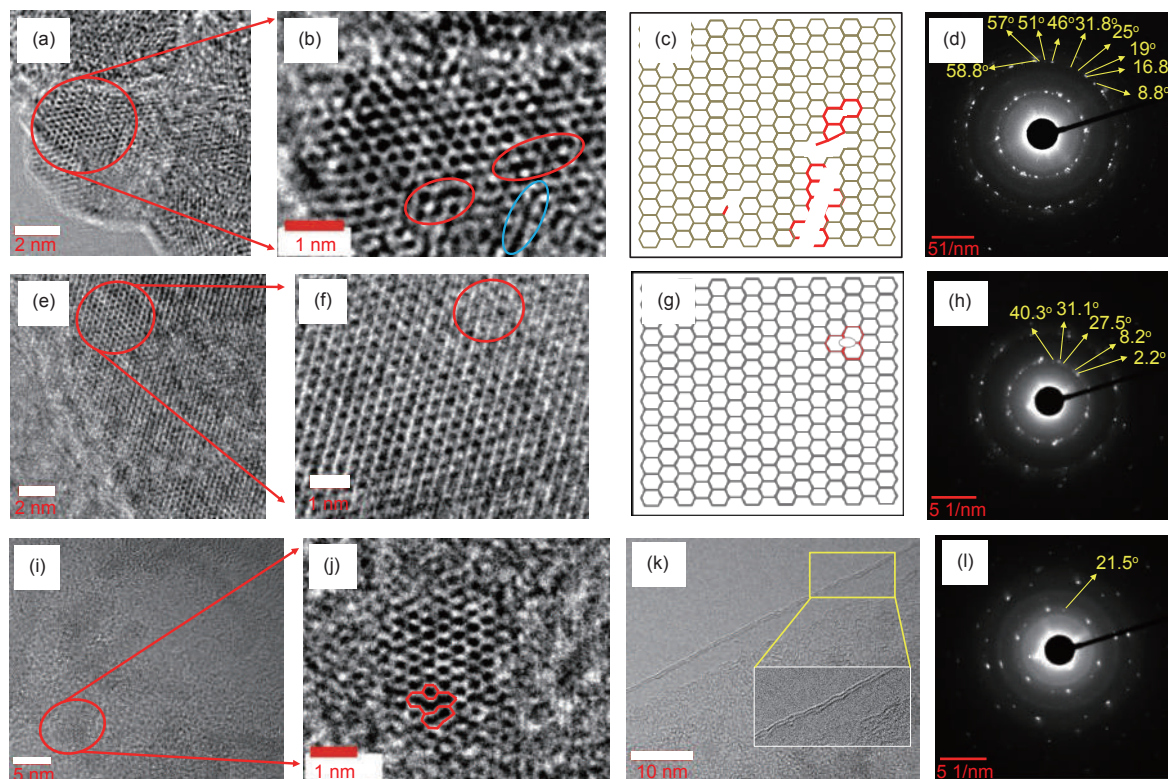 (a)
2 nm
(b)
1 nm
(c)
(d)
57°
51°
46°
31.8°
25°
19°
16.8
8.8°
58.8°
51/nm
(e)
2 nm
(f)
1 nm
(g)
(h)
40.3°
31.1°
27.5°
8.2°
2.2°
5 1/nm
(i)
5 nm
(j)
1 nm
(k)
10 nm
(l)
21.5°
5 1/nm